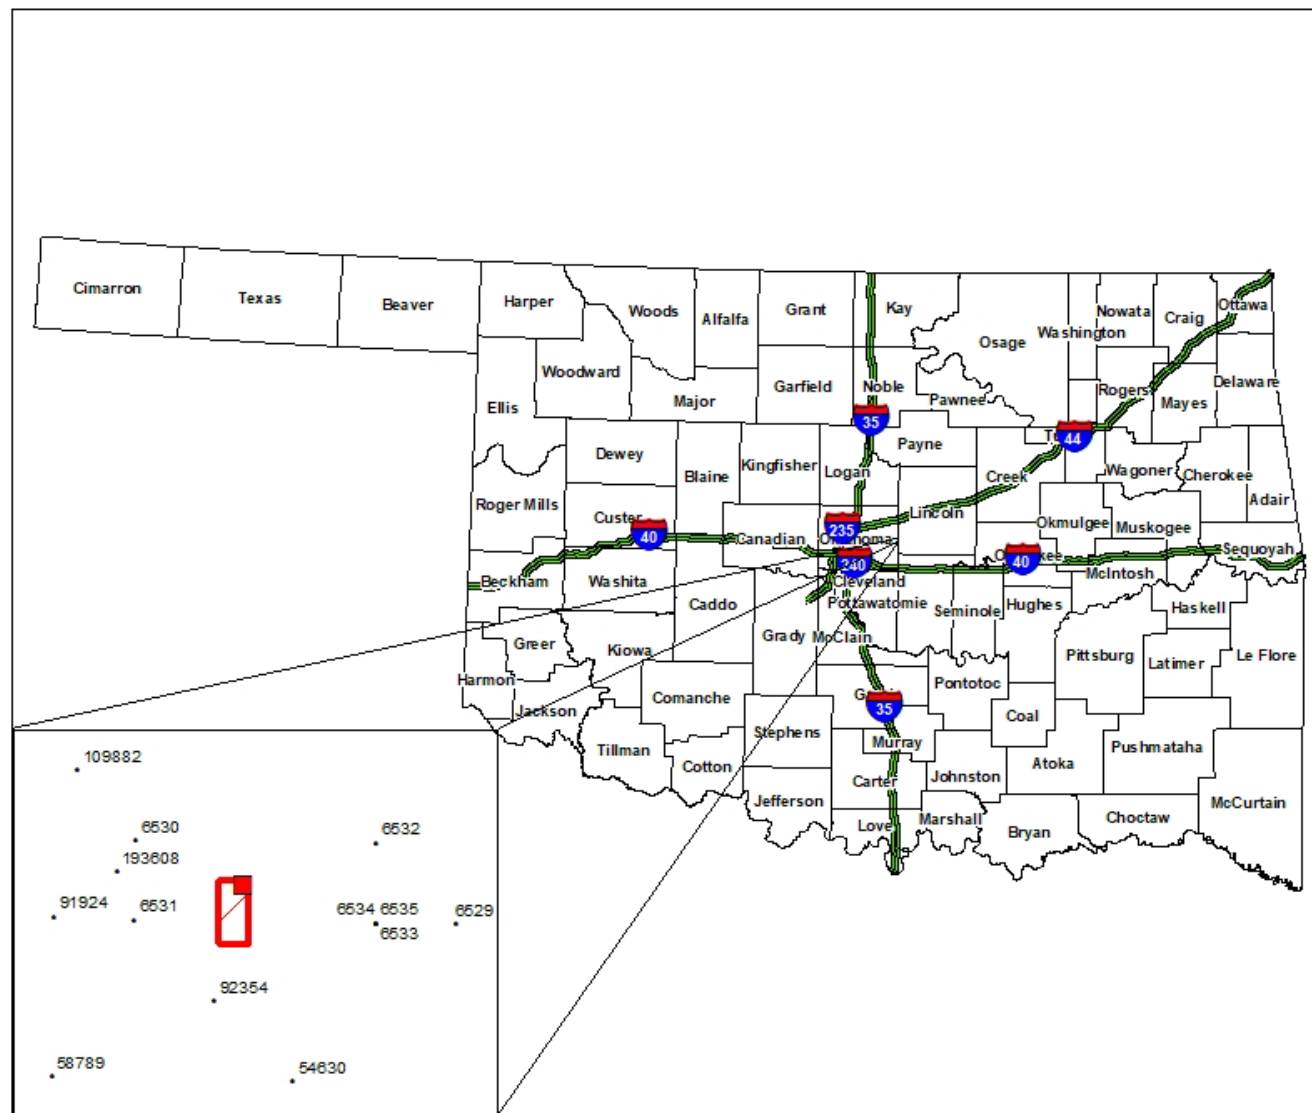 Cimarron
Texas
Beaver
Harper
Woods
Alfalfa
Grant
Kay
Osage
Washington
Nowata
Craig
Ottawa
Woodward
Ellis
Major
Garfield
Noble
Pawnee
Rogers
Mayes
Delaware
35
44
Dewey
Blaine
Kingfisher
Logan
Payne
Creek
Wagoner
Cherokee
Adair
Roger Mills
Custer
40
Canadian
235
Lincoln
Okmulgee
Muskogee
Sequoyah
Beckham
Washita
Caddo
240
Cleveland
40
McIntosh
Haskell
Pottawatomie
Seminole
Hughes
Greer
Kiowa
Grady
McClain
Pittsburg
Latimer
Le Flore
Harmon
Jackson
Comanche
Pontotoc
35
Coal
Tillman
Cotton
Stephens
Murray
Atoka
Pushmataha
Jefferson
Carter
Johnston
McCurtain
Love
Marshall
Bryan
Choctaw
109882
6530
6532
193608
91924
6531
6534 6535
6529
6533
92354
58789
54630